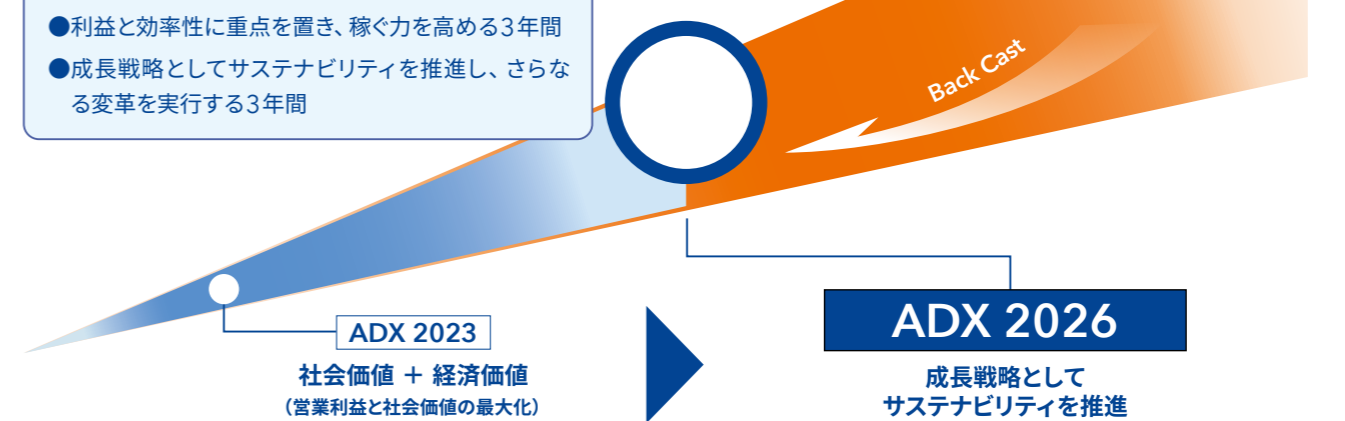 ●利益と効率性に重点を置き、稼ぐ力を高める3年間
●成長戦略としてサステナビリティを推進し、さらな
る変革を実行する3年間
Back Cast
ADX 2023
社会価値 ＋ 経済価値
（営業利益と社会価値の最大化）
ADX 2026
成長戦略として
サステナビリティを推進